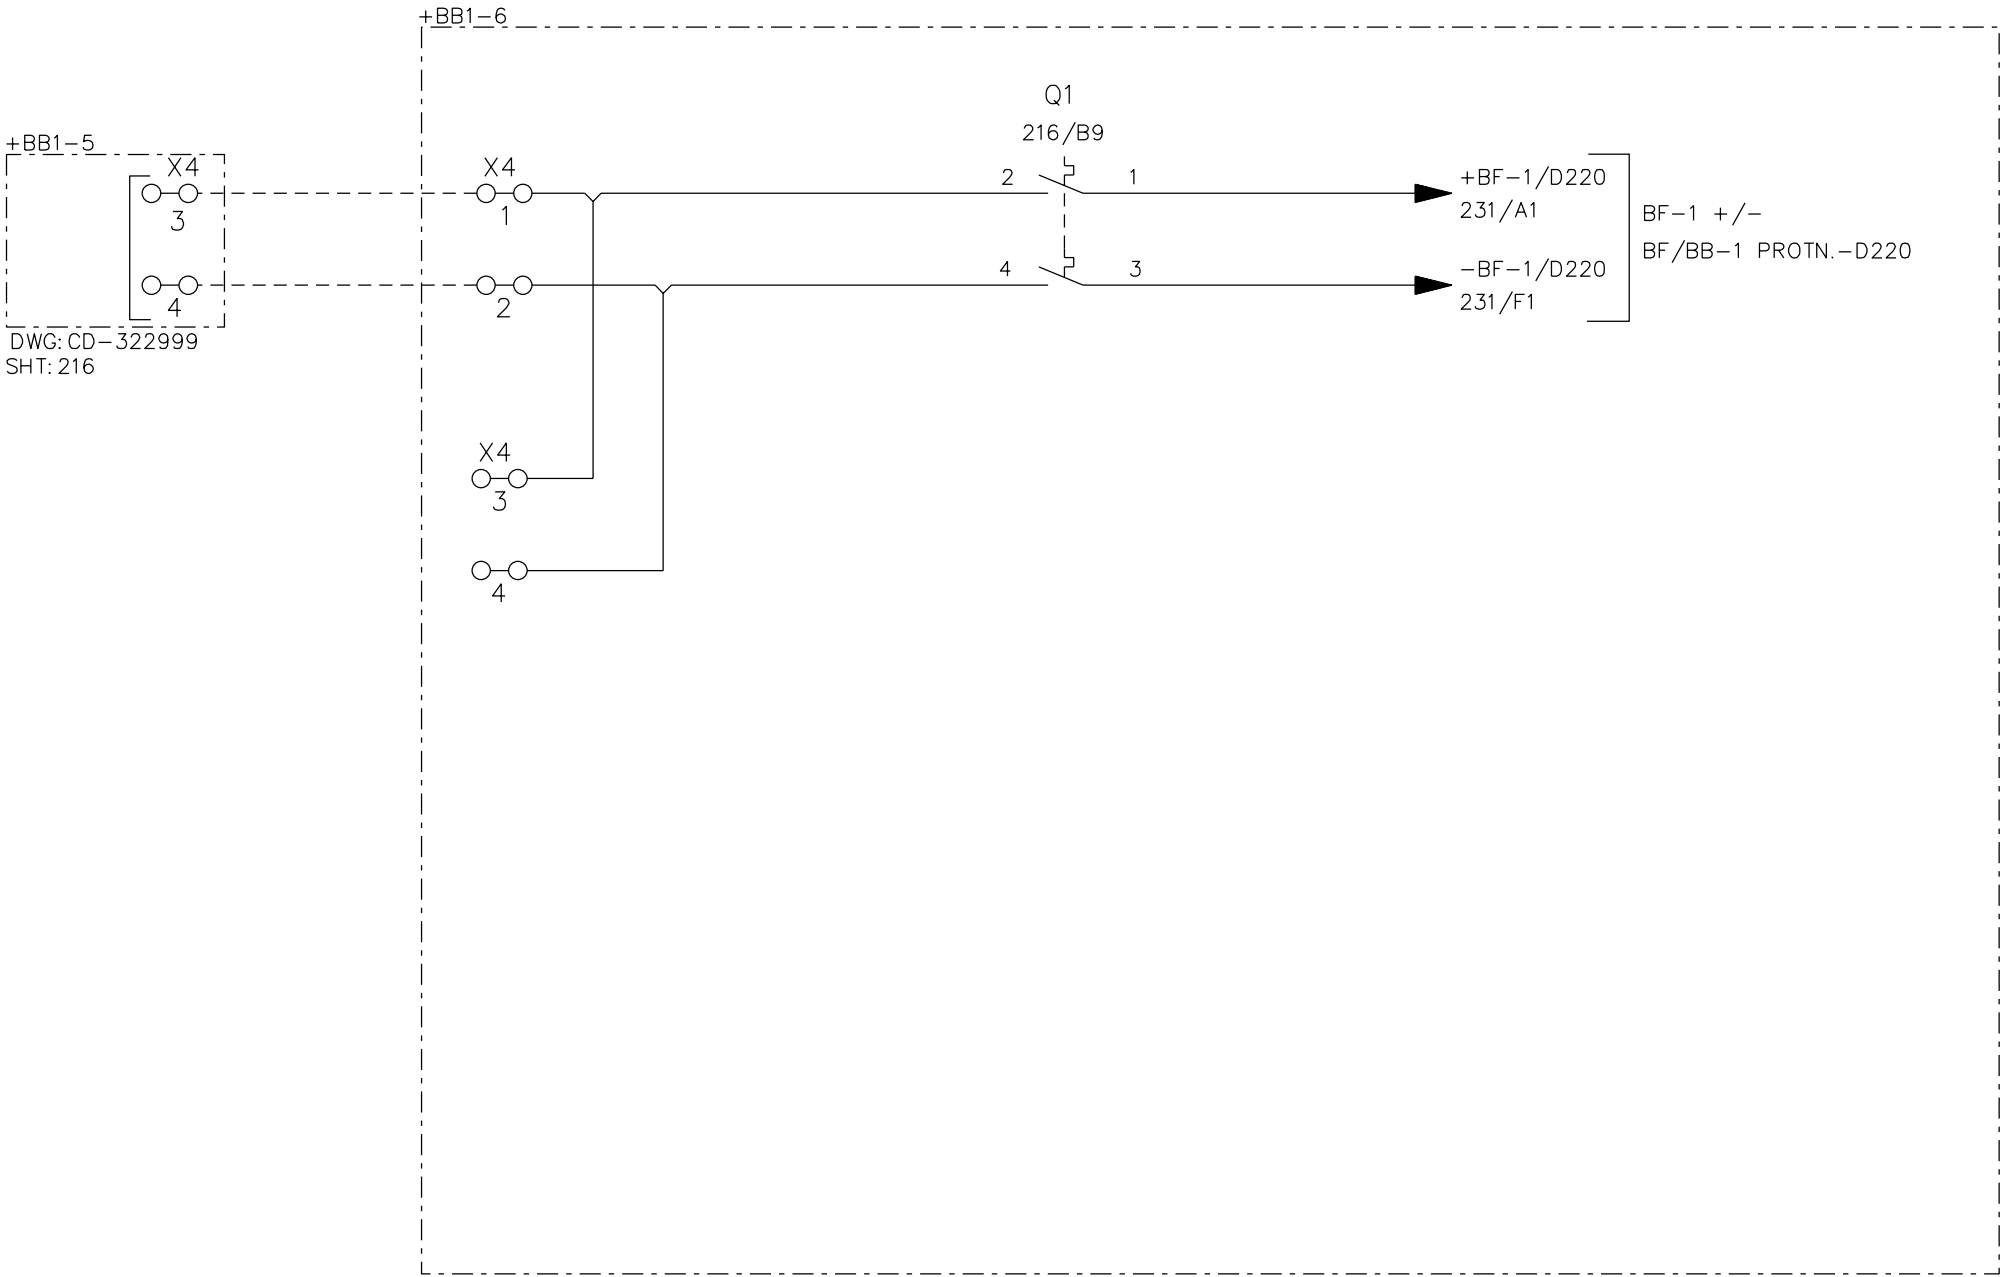 +BB1-6
Q1
216/B9
+BB1-5
X4
X4
2
1
+BF-1/D220
3
1
231/A1
BF-1 +/-
BF/BB-1 PROTN.-D220
4
3
-BF-1/D220
4
2
231/F1
DWG: CD-322999
SHT: 216
X4
3
4